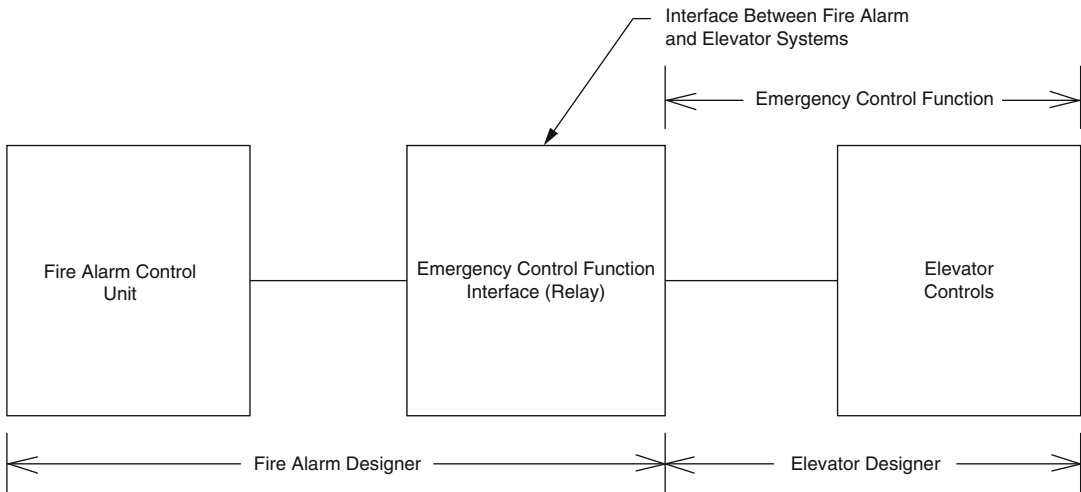 Interface Between Fire Alarm
and Elevator Systems
Emergency Control Function
Fire Alarm Control
Unit
Emergency Control Function
Interface (Relay)
Elevator
Controls
Fire Alarm Designer
Elevator Designer